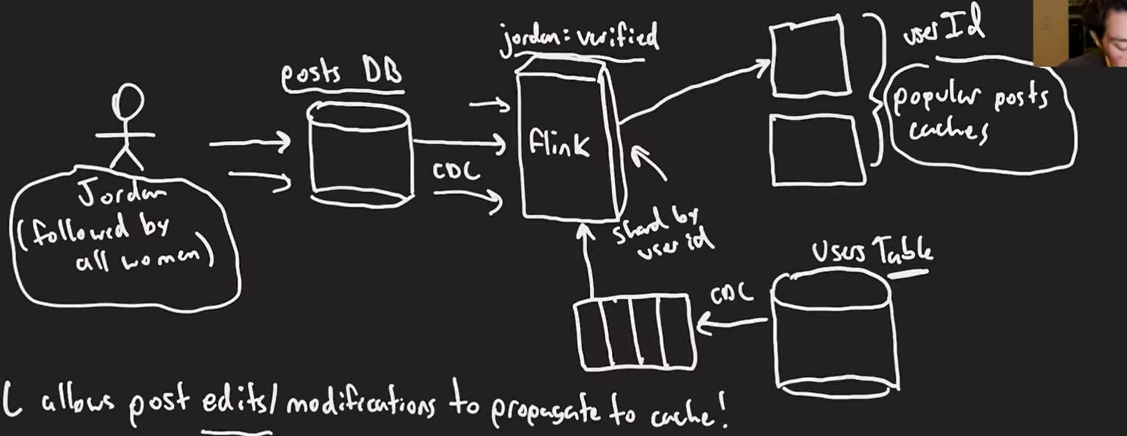 jordan: verified
posts DB
userId
popular posts
caches
flink
CDC
Jordan
(followed by
all women)
shard by
user id
Users Table
CDC
C allows post edits/modifications to propagate to cache!